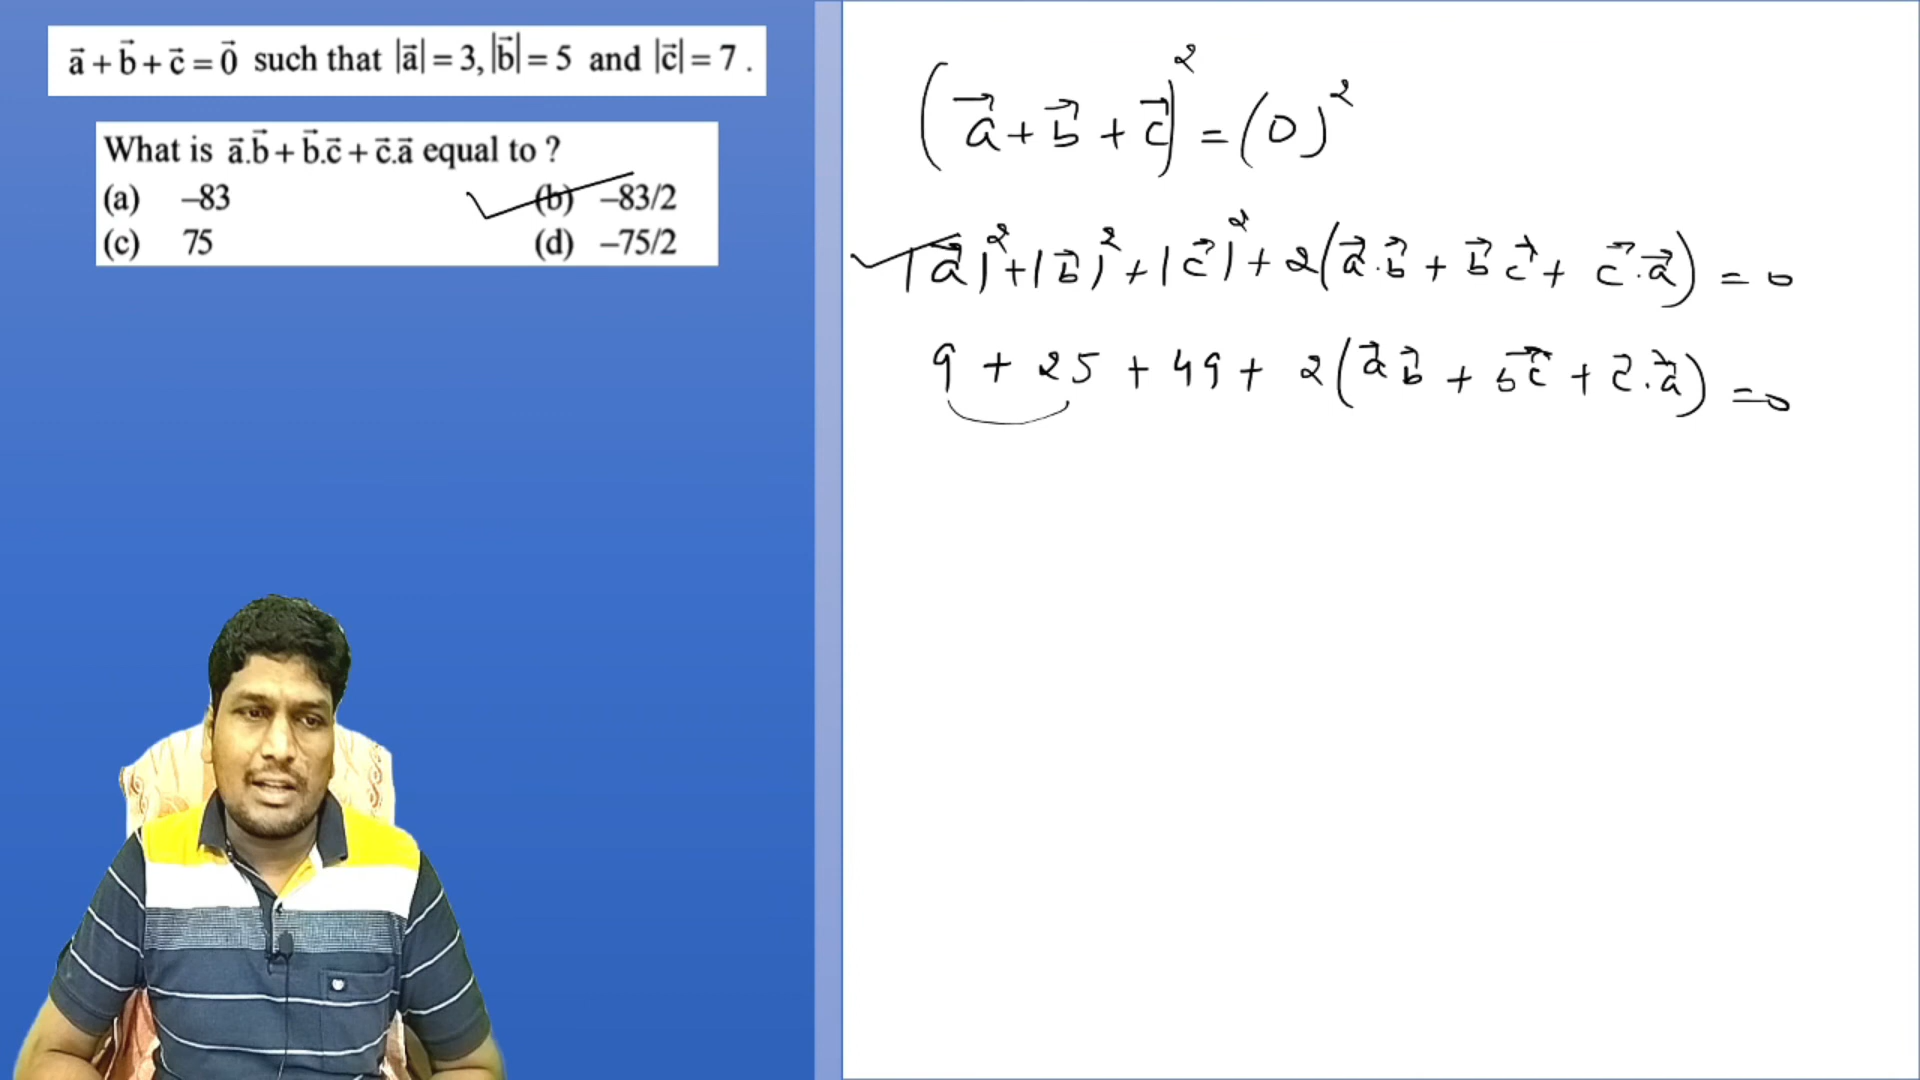 a⃗ + b⃗ + c⃗ = 0⃗ such that |a⃗| = 3, |b⃗| = 5 and |c⃗| = 7 .
What is a⃗.b⃗ + b⃗.c⃗ + c⃗.a⃗ equal to ?
(a) –83 (b) –83/2
(c) 75 (d) –75/2
(a⃗ + b⃗ + c⃗)² = (0)²
|a⃗|² + |b⃗|² + |c⃗|² + 2(a⃗.b⃗ + b⃗ c⃗ + c⃗.a⃗) = 0
9 + 25 + 49 + 2(a⃗ b⃗ + b c⃗ + c⃗.a⃗) = 0